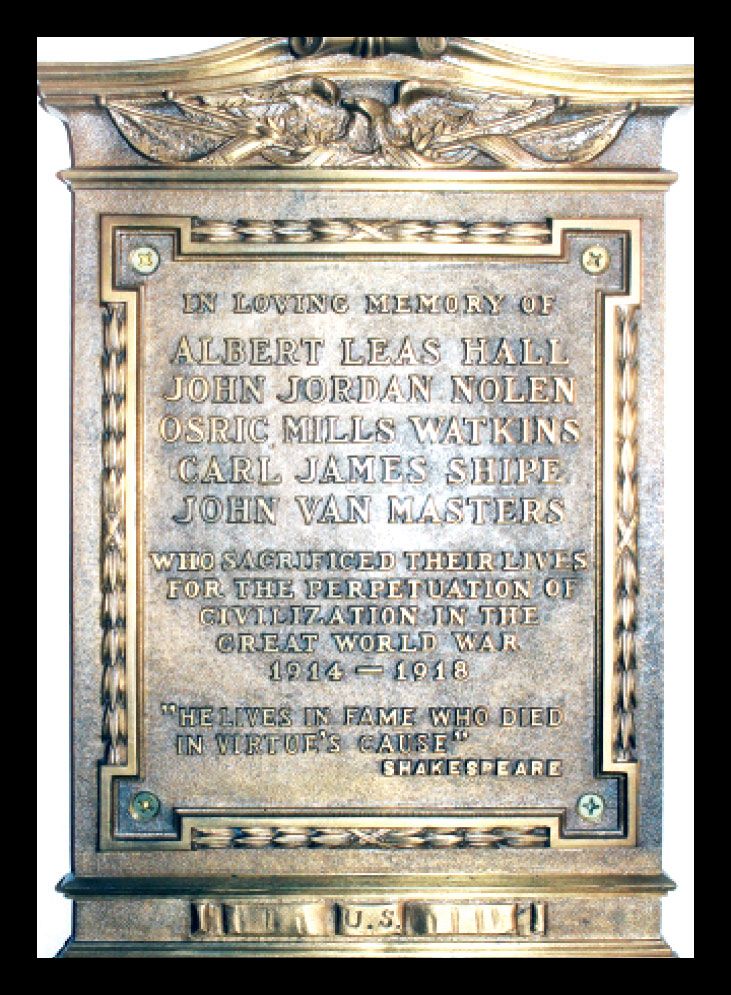 IN LOVING MEMORY OF
ALBERT LEAS HALL
JOHN JORDAN NOLEN
OSRIC MILLS WATKINS
CARL JAMES SHIPE
JOHN VAN MASTERS
WHO SACRIFICED THEIR LIVES
FOR THE PERPETUATION OF
CIVILIZATION IN THE
GREAT WORLD WAR
1914 — 1918
"HE LIVES IN FAME WHO DIED
IN VIRTUE'S CAUSE"
SHAKESPEARE
U.S.